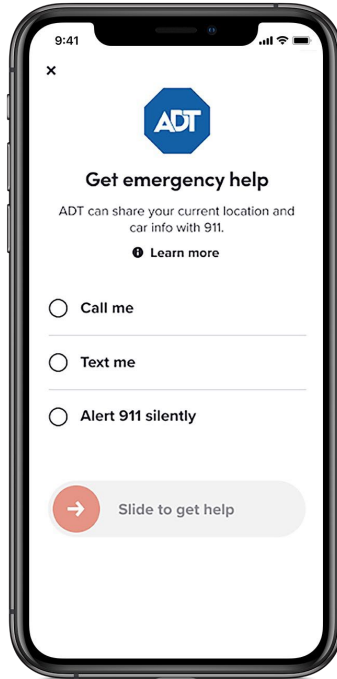 9:41
ADT
Get emergency help
ADT can share your current location and
car info with 911.
Learn more
Call me
Text me
Alert 911 silently
Slide to get help